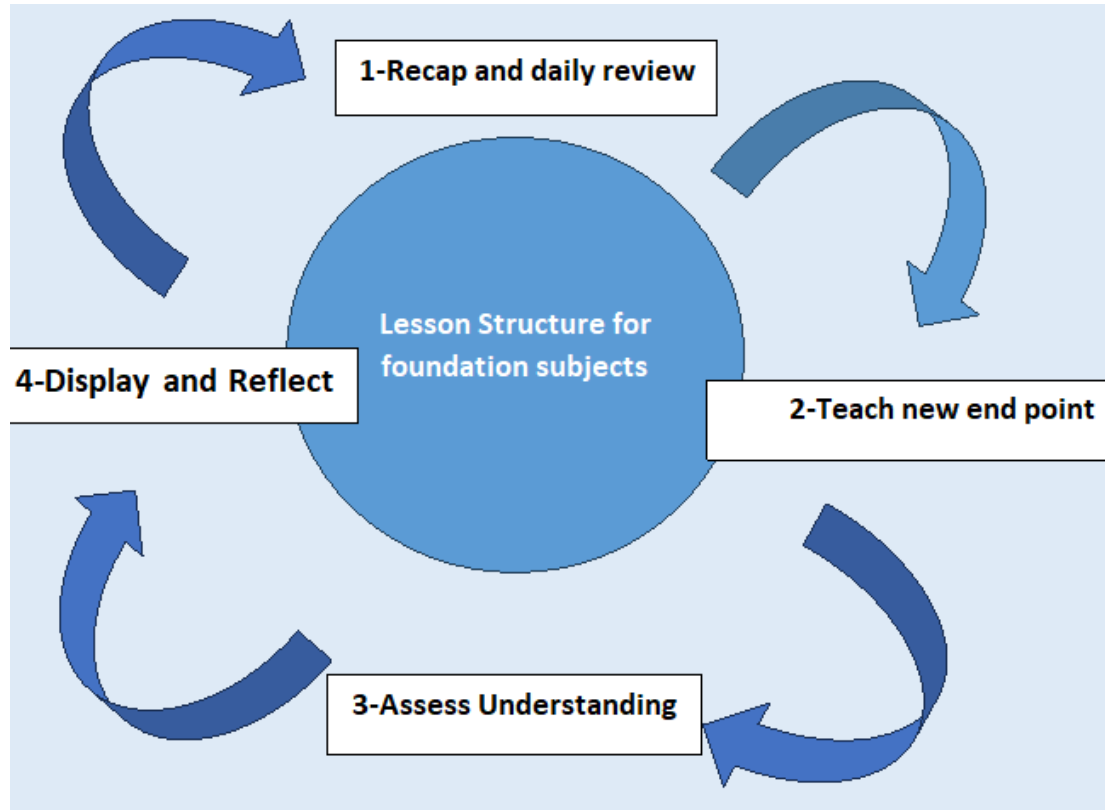 1-Recap and daily review
Lesson Structure for
foundation subjects
4-Display and Reflect
2-Teach new end point
3-Assess Understanding